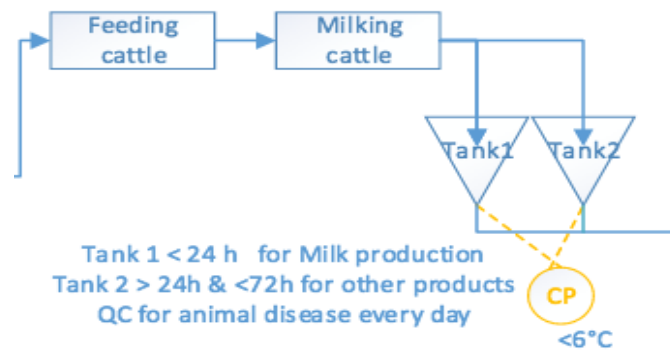 Feeding
cattle
Milking
cattle
Tank1
Tank2
Tank 1 < 24 h for Milk production
Tank 2 > 24h & <72h for other products
QC for animal disease every day
CP
<6°C